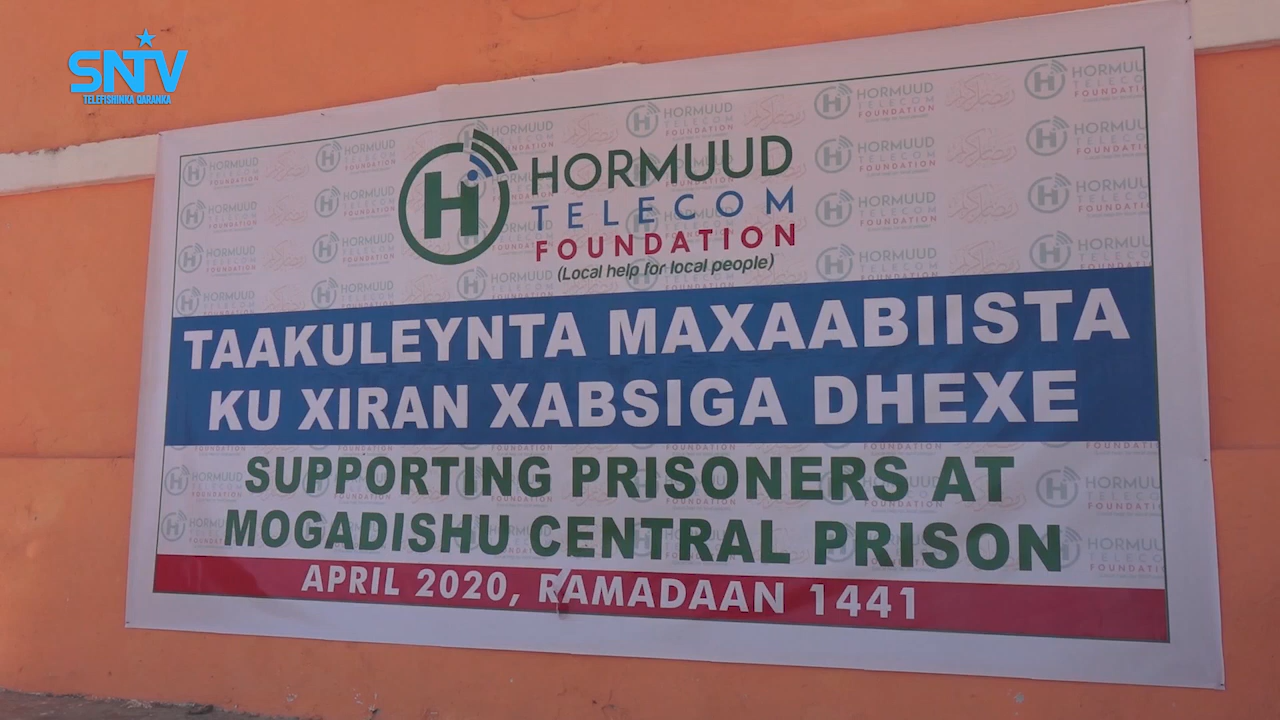 SNTV
TELEFISHINKA QARANKA
H HORMUUD
TELECOM
FOUNDATION
(Local help for local people)
TAAKULEYNTA MAXAABIISTA
KU XIRAN XABSIGA DHEXE
SUPPORTING PRISONERS AT
MOGADISHU CENTRAL PRISON
APRIL 2020, RAMADAAN 1441